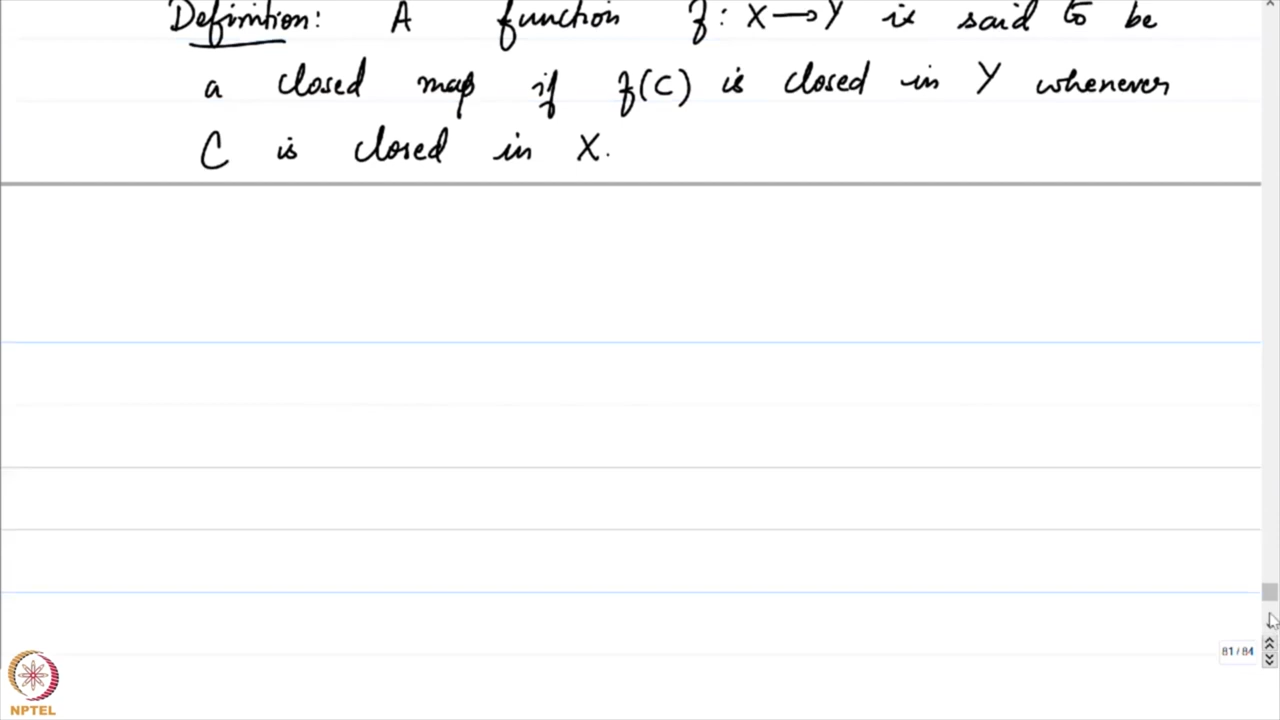 Definition: A function f: X→Y is said to be
a closed map if f(C) is closed in Y whenever
C is closed in X.
81 / 84
NPTEL